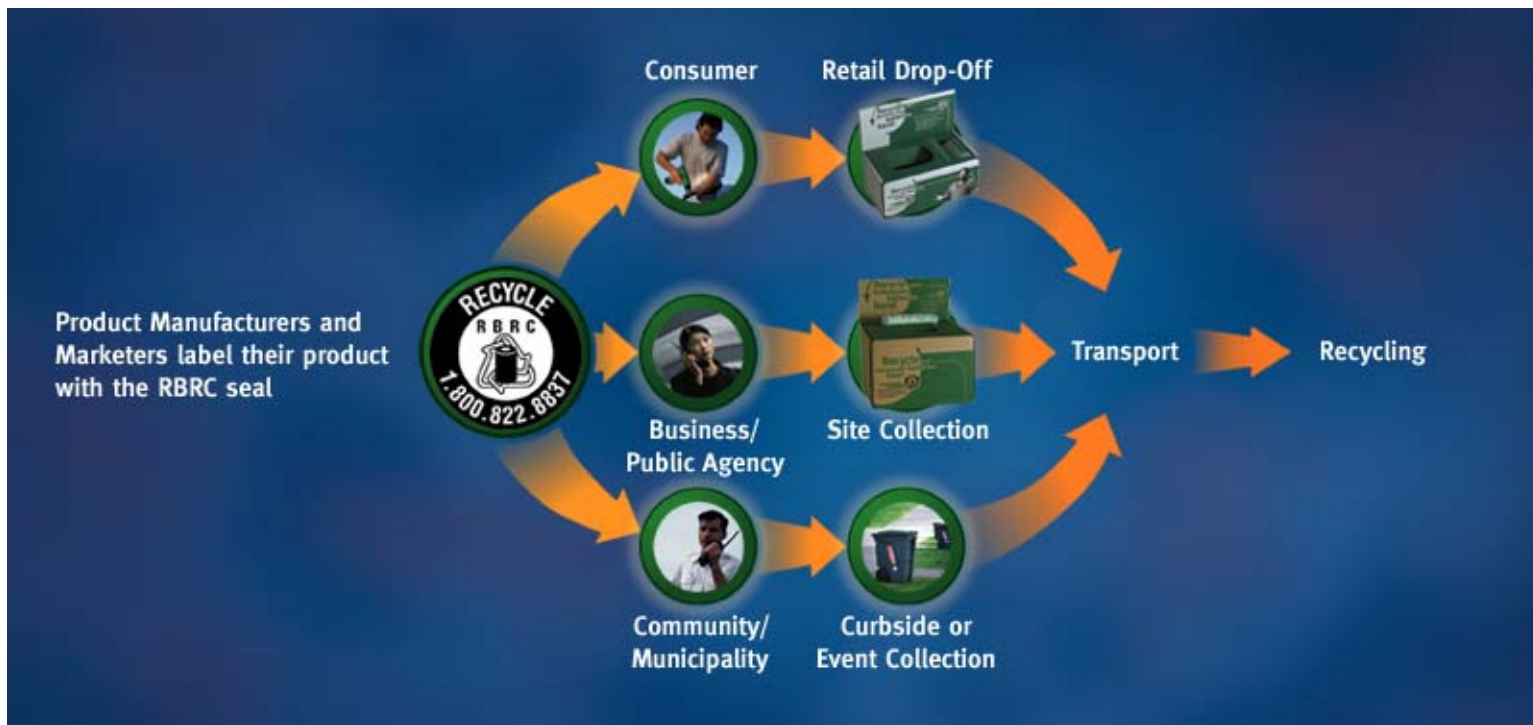 Consumer
Retail Drop-Off
Product Manufacturers and
Marketers label their product
with the RBRC seal
RECYCLE
RBRC
1.800.822.8837
Transport
Recycling
Business/
Public Agency
Site Collection
Community/
Municipality
Curbside or
Event Collection